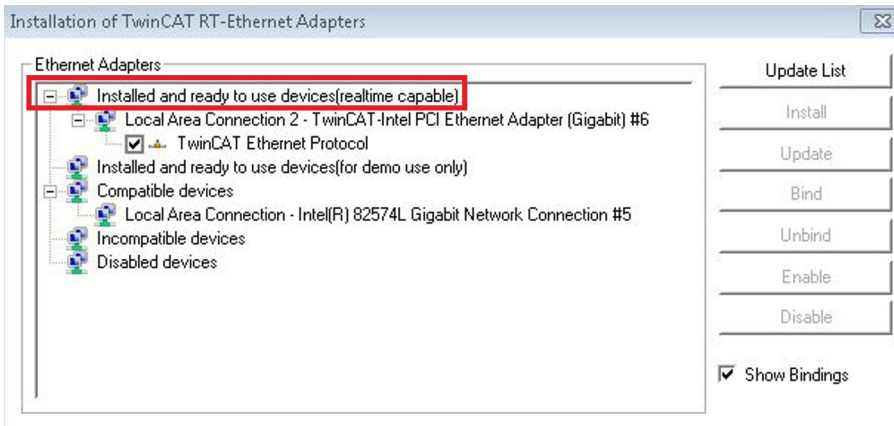 Installation of TwinCAT RT-Ethernet Adapters
Ethernet Adapters
Installed and ready to use devices(realtime capable)
Local Area Connection 2 - TwinCAT-Intel PCI Ethernet Adapter (Gigabit) #6
TwinCAT Ethernet Protocol
Installed and ready to use devices(for demo use only)
Compatible devices
Local Area Connection - Intel(R) 82574L Gigabit Network Connection #5
Incompatible devices
Disabled devices
Update List
Install
Update
Bind
Unbind
Enable
Disable
Show Bindings